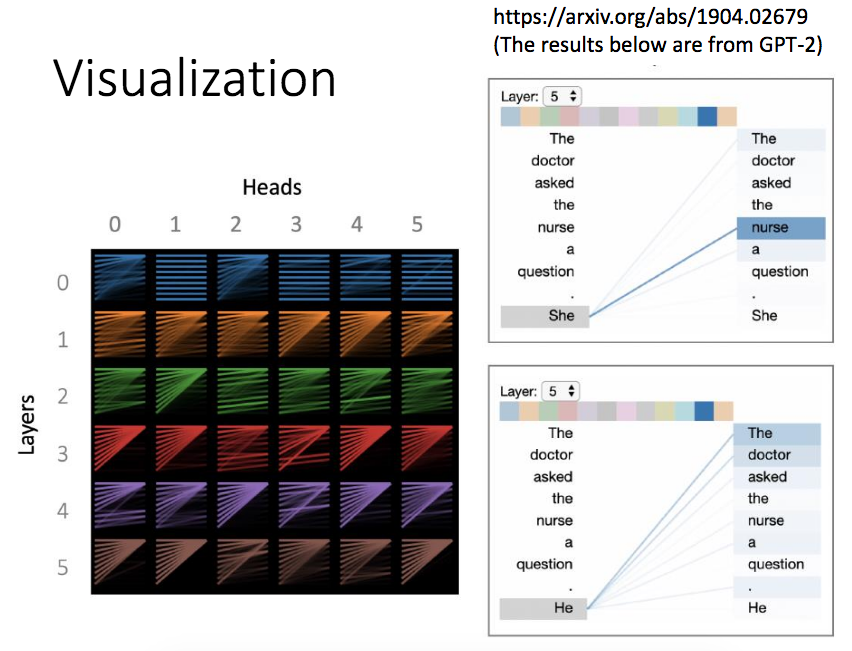 https://arxiv.org/abs/1904.02679
(The results below are from GPT-2)
Visualization
Heads
0 1 2 3 4 5
Layers
0
1
2
3
4
5
Layer: 5
The The
doctor doctor
asked asked
the the
nurse nurse
a a
question question
. .
She She
Layer: 5
The The
doctor doctor
asked asked
the the
nurse nurse
a a
question question
. .
He He